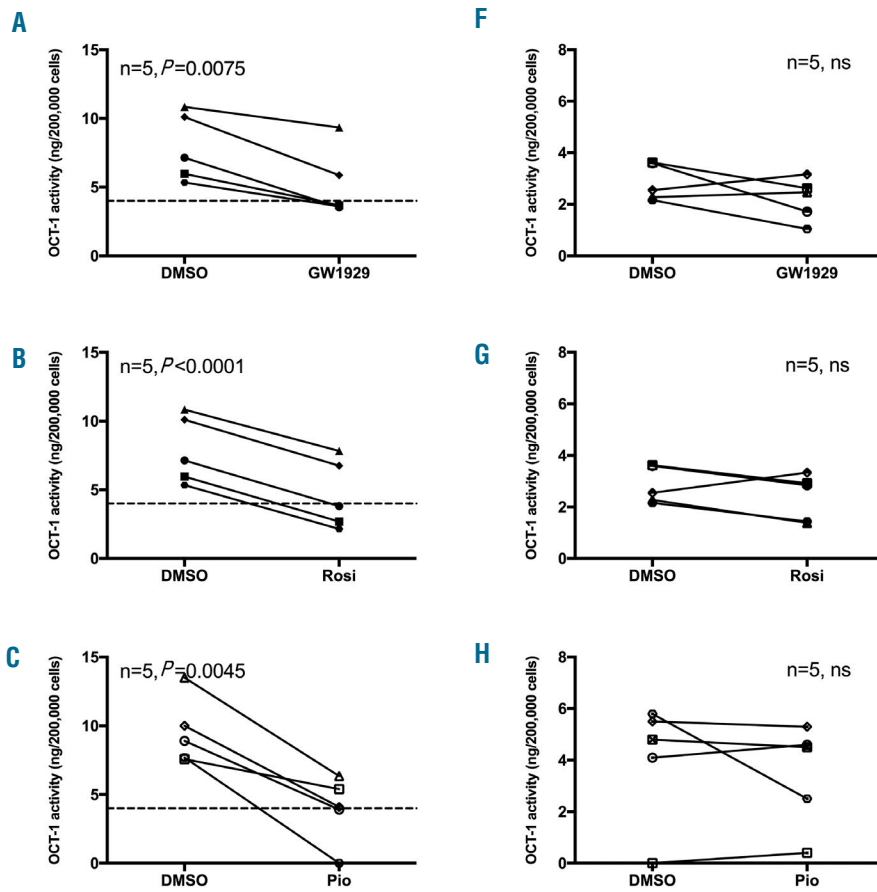 A
OCT-1 activity (ng/200,000 cells)
15
10
5
0
n=5, P=0.0075
DMSO
GW1929
F
OCT-1 activity (ng/200,000 cells)
8
6
4
2
0
n=5, ns
DMSO
GW1929
B
OCT-1 activity (ng/200,000 cells)
15
10
5
0
n=5, P<0.0001
DMSO
Rosi
G
OCT-1 activity (ng/200,000 cells)
8
6
4
2
0
n=5, ns
DMSO
Rosi
C
OCT-1 activity (ng/200,000 cells)
15
10
5
0
n=5, P=0.0045
DMSO
Pio
H
OCT-1 activity (ng/200,000 cells)
8
6
4
2
0
n=5, ns
DMSO
Pio